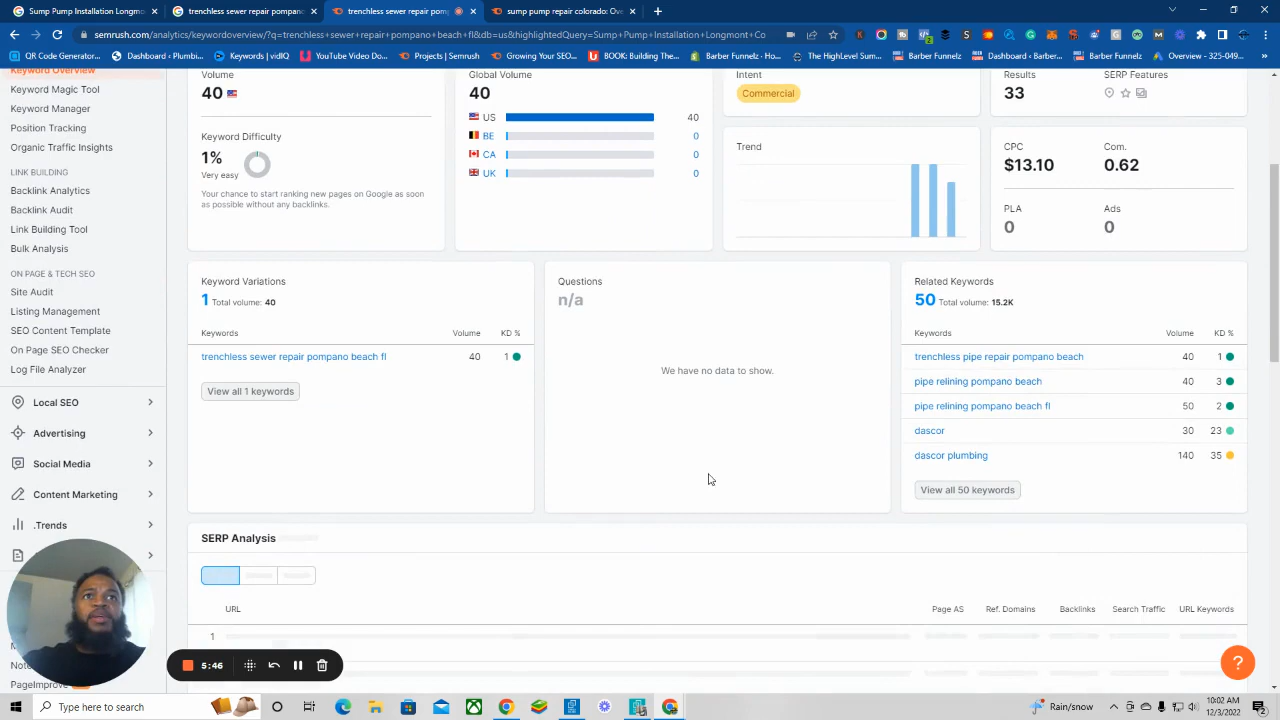 Sump Pump Installation Longmo
trenchless sewer repair pompano
trenchless sewer repair pomp
sump pump repair colorado: Ove
semrush.com/analytics/keywordoverview/?q=trenchless+sewer+repair+pompano+beach+fl&db=us&highlightedQuery=Sump+Pump+Installation+Longmont+Co
QR Code Generator...
Dashboard ‹ Plumbi...
Keywords | vidIQ
YouTube Video Do...
Projects | Semrush
Growing Your SEO...
BOOK: Building The...
Barber Funnelz
The HighLevel Sum...
Barber Funnelz
Dashboard ‹ Barber...
Barber Funnelz
Overview - 325-049...
Keyword Overview
Keyword Magic Tool
Keyword Manager
Position Tracking
Organic Traffic Insights
LINK BUILDING
Backlink Analytics
Backlink Audit
Link Building Tool
Bulk Analysis
ON PAGE & TECH SEO
Site Audit
Listing Management
SEO Content Template
On Page SEO Checker
Log File Analyzer
Local SEO
Advertising
Social Media
Content Marketing
.Trends
PageImprove
Volume
40
Keyword Difficulty
1%
Very easy
Your chance to start ranking new pages on Google as soon
as possible without any backlinks.
Global Volume
40
US 40
BE 0
CA 0
UK 0
Intent
Commercial
Trend
Results
33
SERP Features
CPC
$13.10
Com.
0.62
PLA
0
Ads
0
Keyword Variations
1 Total volume: 40
Keywords Volume KD %
trenchless sewer repair pompano beach fl 40 1
View all 1 keywords
Questions
n/a
We have no data to show.
Related Keywords
50 Total volume: 15.2K
Keywords Volume KD %
trenchless pipe repair pompano beach 40 1
pipe relining pompano beach 40 3
pipe relining pompano beach fl 50 2
dascor 30 23
dascor plumbing 140 35
View all 50 keywords
SERP Analysis
URL Page AS Ref. Domains Backlinks Search Traffic URL Keywords
1
5:46
?
Type here to search
Rain/snow
10:02 AM
12/3/2022